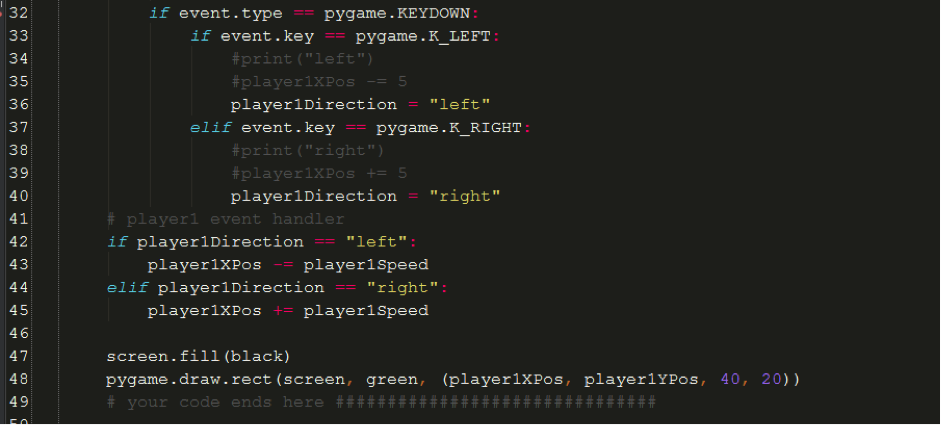 32 if event.type == pygame.KEYDOWN:
33 if event.key == pygame.K_LEFT:
34 #print("left")
35 #player1XPos -= 5
36 player1Direction = "left"
37 elif event.key == pygame.K_RIGHT:
38 #print("right")
39 #player1XPos += 5
40 player1Direction = "right"
41 # player1 event handler
42 if player1Direction == "left":
43 player1XPos -= player1Speed
44 elif player1Direction == "right":
45 player1XPos += player1Speed
46
47 screen.fill(black)
48 pygame.draw.rect(screen, green, (player1XPos, player1YPos, 40, 20))
49 # your code ends here ###############################